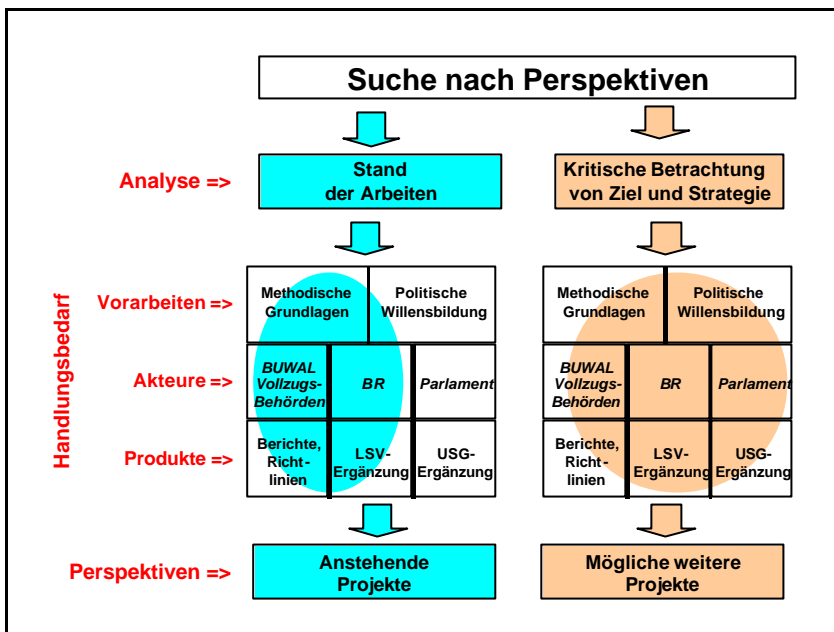 Suche nach Perspektiven
Analyse =>
Stand
der Arbeiten
Kritische Betrachtung
von Ziel und Strategie
Handlungsbedarf
Vorarbeiten =>
Methodische
Grundlagen
Politische
Willensbildung
Methodische
Grundlagen
Politische
Willensbildung
Akteure =>
BUWAL
Vollzugs-
Behörden
BR
Parlament
BUWAL
Vollzugs-
Behörden
BR
Parlament
Produkte =>
Berichte,
Richt-
linien
LSV-
Ergänzung
USG-
Ergänzung
Berichte,
Richt-
linien
LSV-
Ergänzung
USG-
Ergänzung
Perspektiven =>
Anstehende
Projekte
Mögliche weitere
Projekte